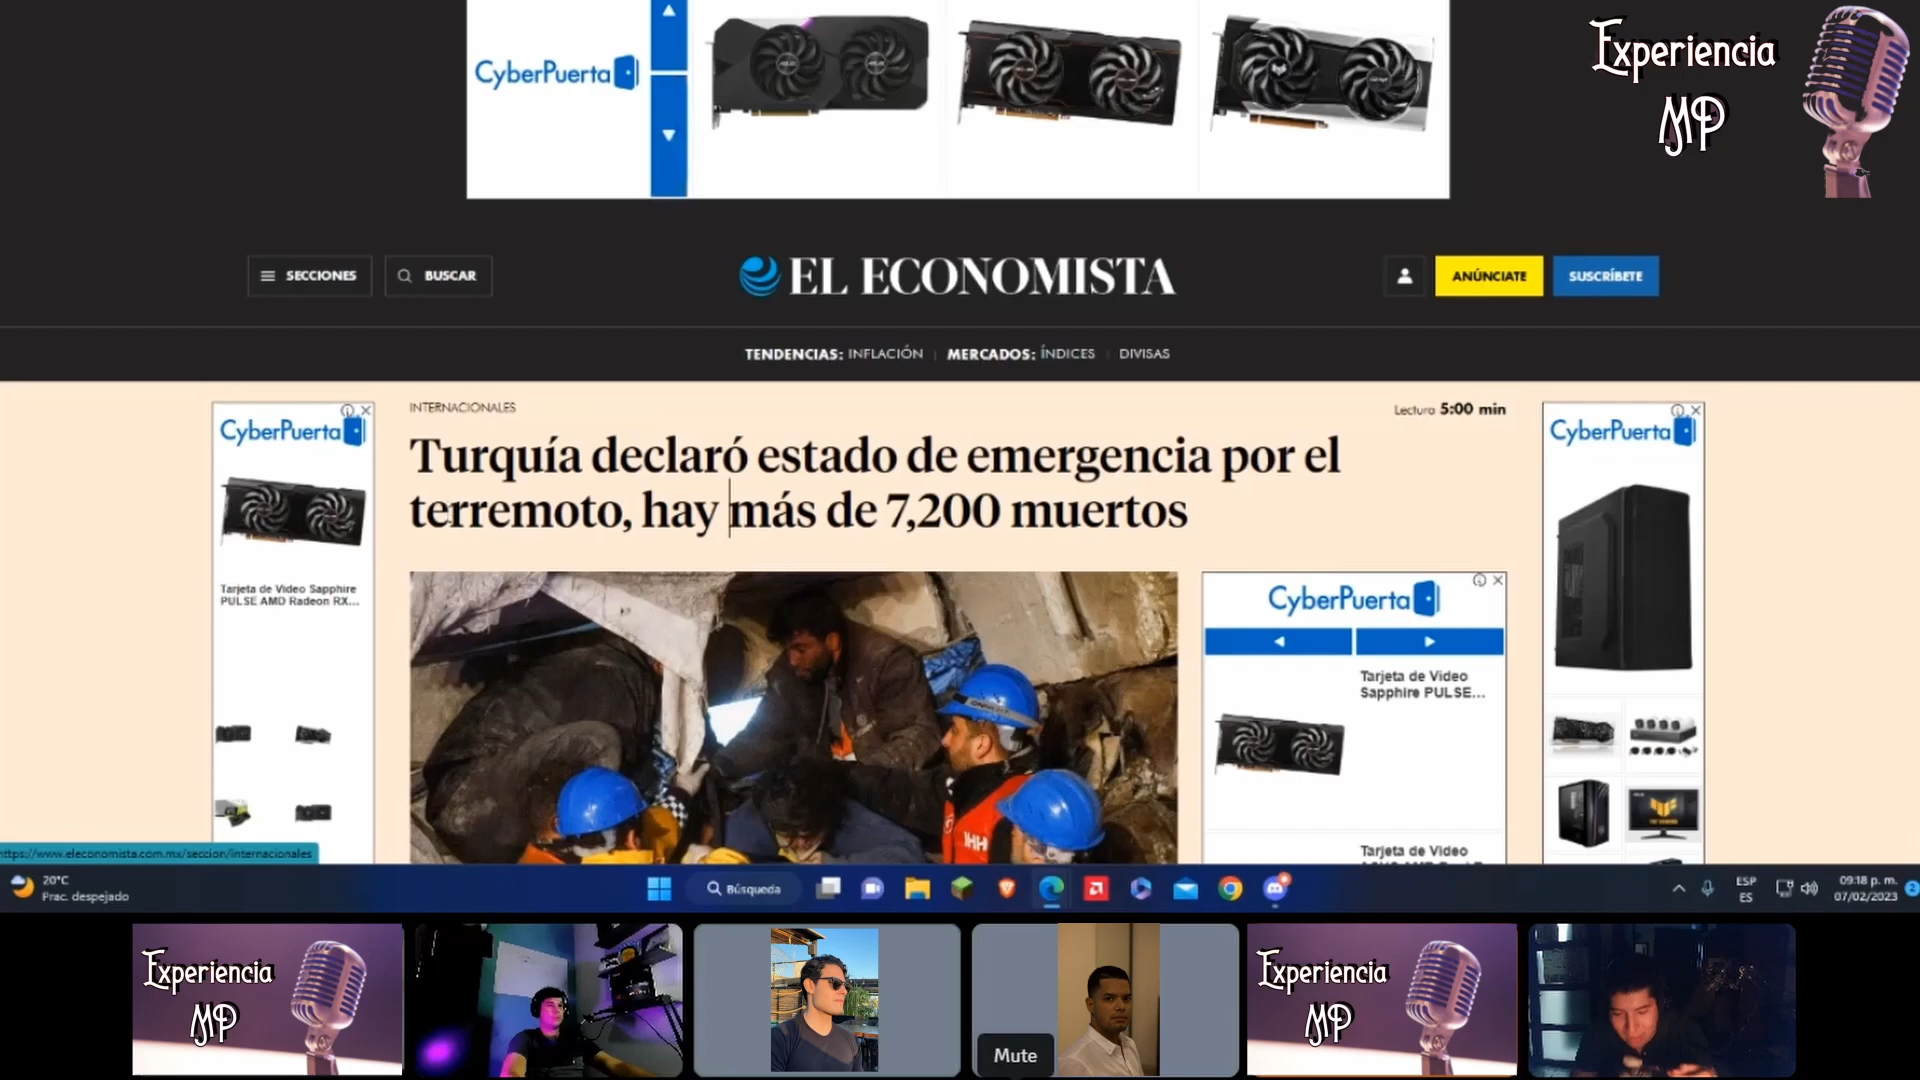 CyberPuerta
Experiencia
MP
SECCIONES
BUSCAR
EL ECONOMISTA
ANÚNCIATE
SUSCRÍBETE
TENDENCIAS: INFLACIÓN | MERCADOS: ÍNDICES | DIVISAS
CyberPuerta
Tarjeta de Video Sapphire
PULSE AMD Radeon RX...
INTERNACIONALES
Lectura 5:00 min
Turquía declaró estado de emergencia por el
terremoto, hay más de 7,200 muertos
IHH
CyberPuerta
Tarjeta de Video
Sapphire PULSE...
Tarjeta de Video
CyberPuerta
https://www.eleconomista.com.mx/seccion/internacionales
20°C
Prac. despejado
Búsqueda
ESP
ES
09:18 p. m.
07/02/2023
2
Experiencia
MP
Mute
Experiencia
MP